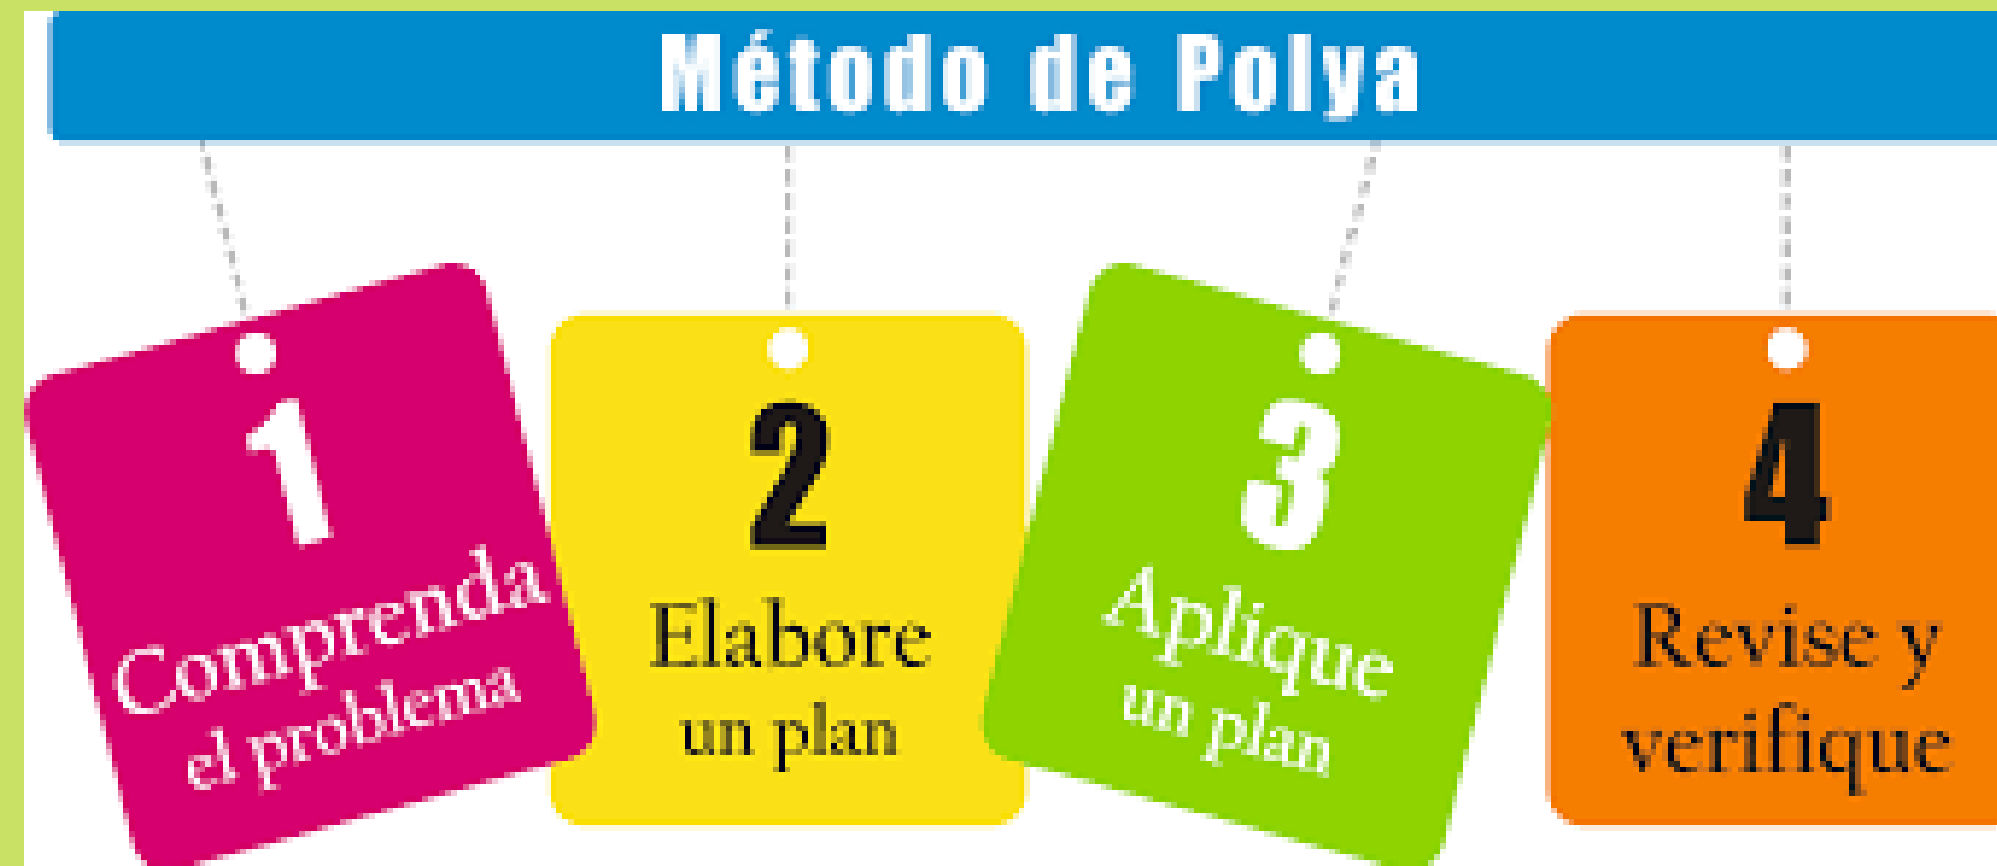 Método de Polya
1
Comprenda
el problema
2
Elabore
un plan
3
Aplique
un plan
4
Revise y
verifique